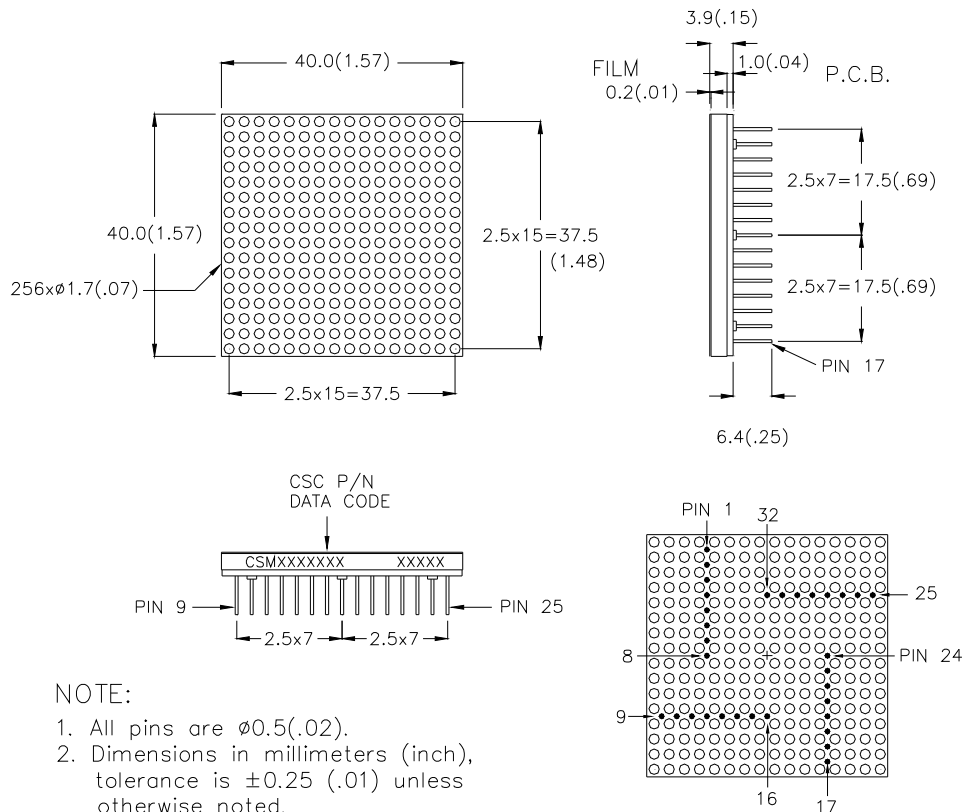 3.9(.15)
40.0(1.57)
FILM
1.0(.04)
P.C.B.
0.2(.01)
2.5x7=17.5(.69)
40.0(1.57)
2.5x15=37.5
(1.48)
256xø1.7(.07)
2.5x7=17.5(.69)
PIN 17
2.5x15=37.5
6.4(.25)
CSC P/N
DATA CODE
CSMXXXXXXX XXXXX
PIN 9
PIN 25
2.5x7
2.5x7
PIN 1
32
25
8
PIN 24
9
16
17
NOTE:
1. All pins are ø0.5(.02).
2. Dimensions in millimeters (inch),
tolerance is ±0.25 (.01) unless
otherwise noted.